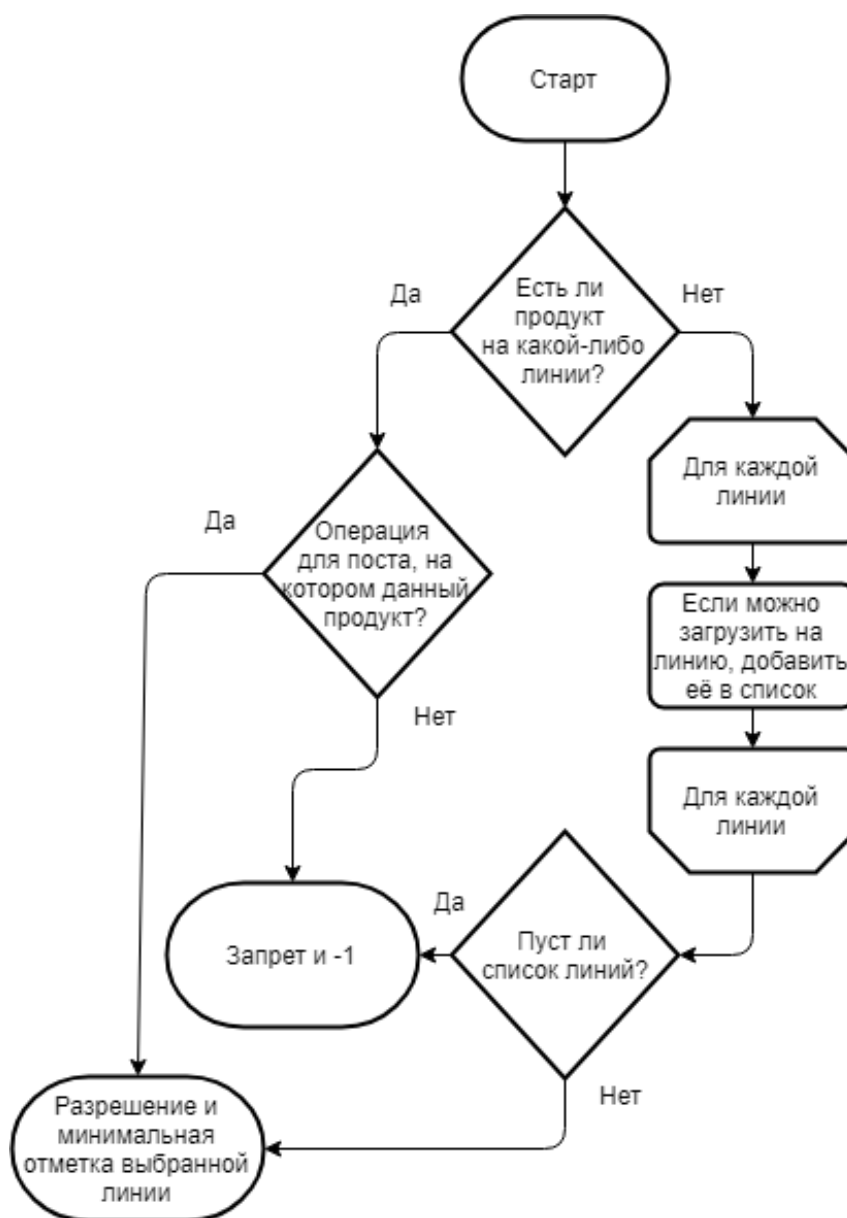 Старт
Есть ли
продукт
на какой-либо
линии?
Да
Нет
Для каждой
линии
Операция
для поста, на
котором данный
продукт?
Да
Нет
Если можно
загрузить на
линию, добавить
её в список
Для каждой
линии
Пуст ли
список линий?
Да
Нет
Запрет и -1
Разрешение и
минимальная
отметка выбранной
линии